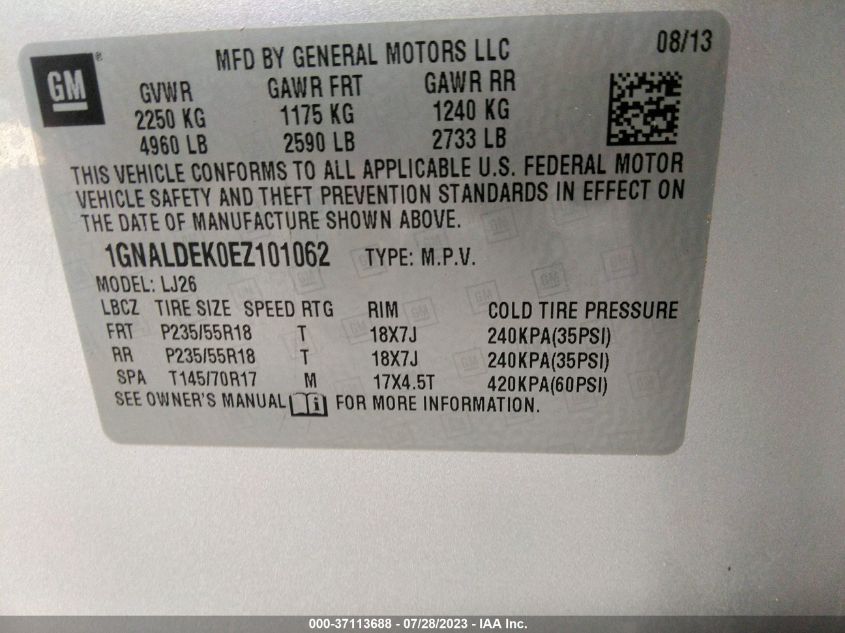 GM ® MFD BY GENERAL MOTORS LLC 08/13
GVWR GAWR FRT GAWR RR
2250 KG 1175 KG 1240 KG
4960 LB 2590 LB 2733 LB
THIS VEHICLE CONFORMS TO ALL APPLICABLE U.S. FEDERAL MOTOR
VEHICLE SAFETY AND THEFT PREVENTION STANDARDS IN EFFECT ON
THE DATE OF MANUFACTURE SHOWN ABOVE.
1GNALDEK0EZ101062 TYPE: M.P.V.
MODEL: LJ26
LBCZ TIRE SIZE SPEED RTG RIM COLD TIRE PRESSURE
FRT P235/55R18 T 18X7J 240KPA(35PSI)
RR P235/55R18 T 18X7J 240KPA(35PSI)
SPA T145/70R17 M 17X4.5T 420KPA(60PSI)
SEE OWNER'S MANUAL i FOR MORE INFORMATION.
000-37113688 - 07/28/2023 - IAA Inc.